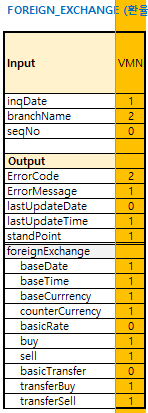 FOREIGN_EXCHANGE (환율
Input VMN
inqDate 1
branchName 2
seqNo 0
Output
ErrorCode 2
ErrorMessage 1
lastUpdateDate 0
lastUpdateTime 1
standPoint 1
foreignExchange
baseDate 1
baseTime 1
baseCurrrency 1
counterCurrency 1
basicRate 0
buy 1
sell 1
basicTransfer 0
transferBuy 1
transferSell 1